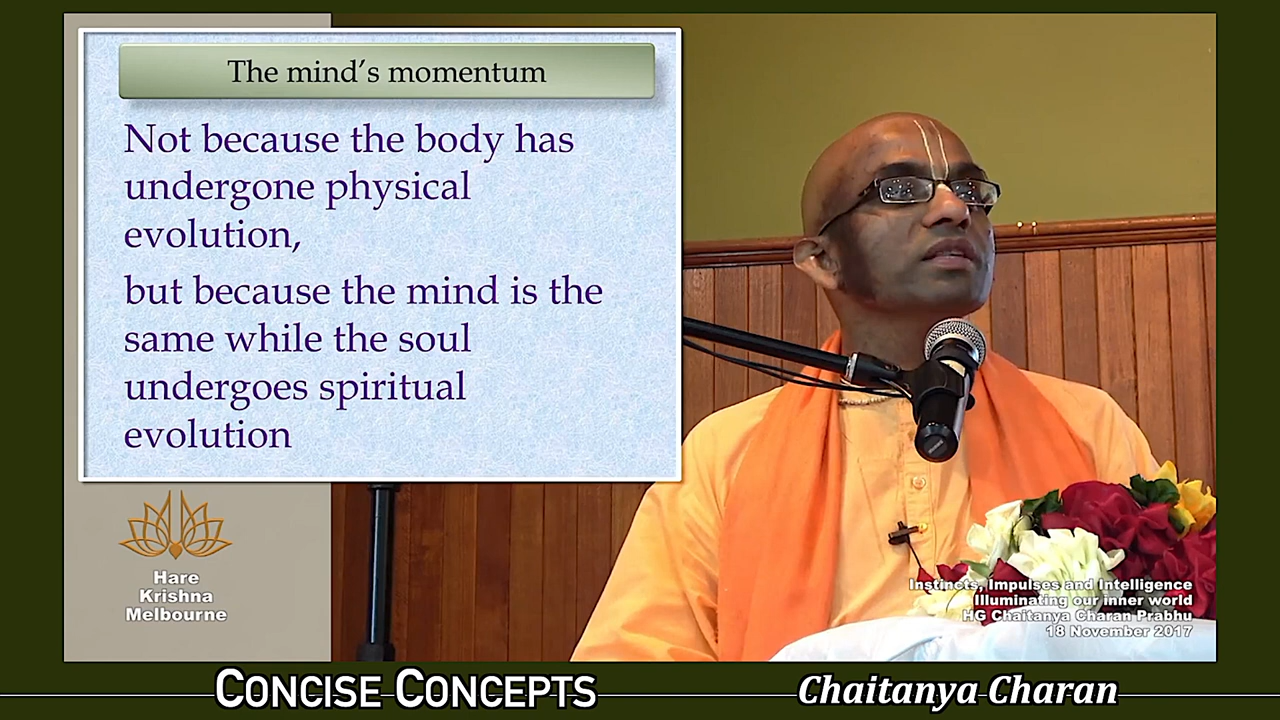 The mind's momentum
Not because the body has
undergone physical
evolution,
but because the mind is the
same while the soul
undergoes spiritual
evolution
Hare
Krishna
Melbourne
Instincts, Impulses and Intelligence
Illuminating our inner world
HG Chaitanya Charan Prabhu
18 November 2017
CONCISE CONCEPTS
Chaitanya Charan